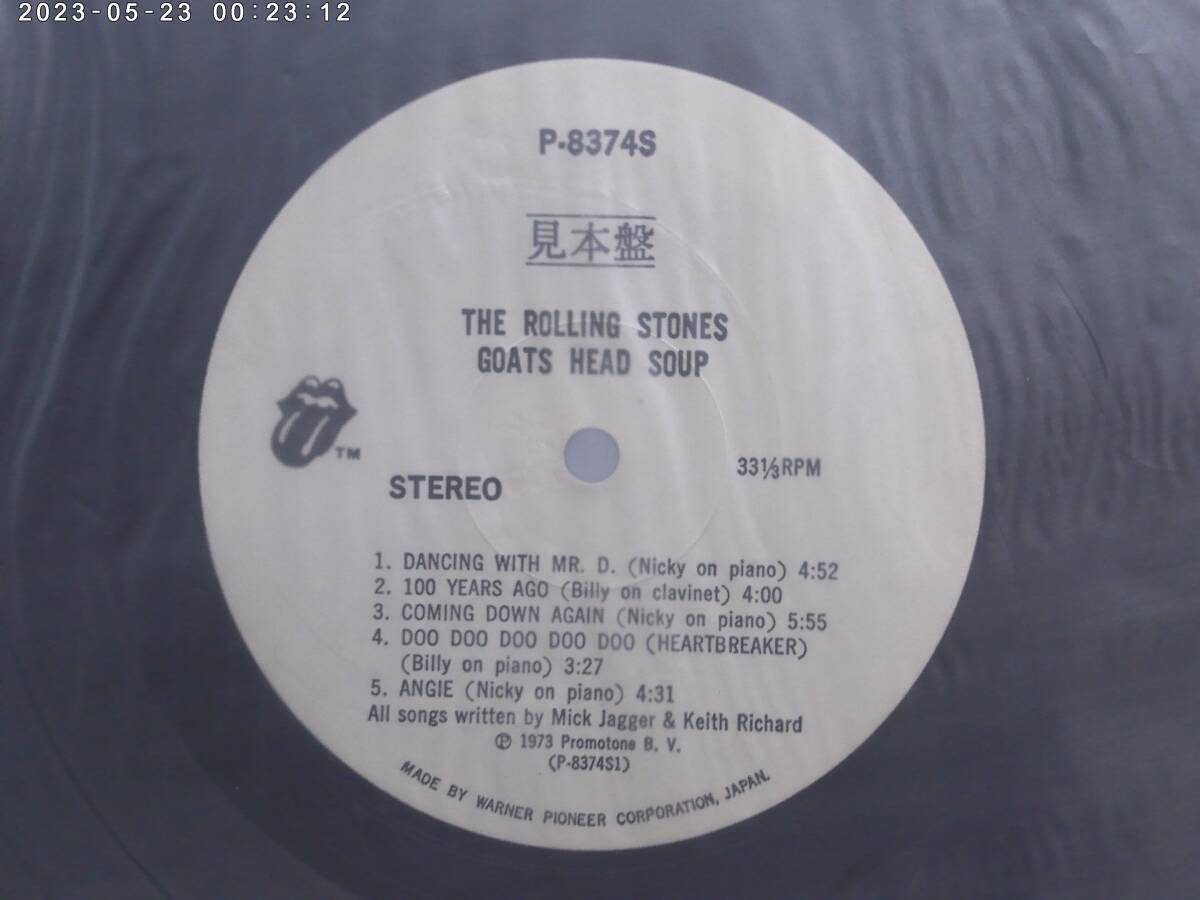 2023-05-23 00:23:12
P-8374S
見本盤
THE ROLLING STONES
GOATS HEAD SOUP
TM
STEREO
33⅓RPM
1. DANCING WITH MR. D. (Nicky on piano) 4:52
2. 100 YEARS AGO (Billy on clavinet) 4:00
3. COMING DOWN AGAIN (Nicky on piano) 5:55
4. DOO DOO DOO DOO DOO (HEARTBREAKER)
(Billy on piano) 3:27
5. ANGIE (Nicky on piano) 4:31
All songs written by Mick Jagger & Keith Richard
℗ 1973 Promotone B. V.
(P-8374S1)
MADE BY WARNER PIONEER CORPORATION, JAPAN.